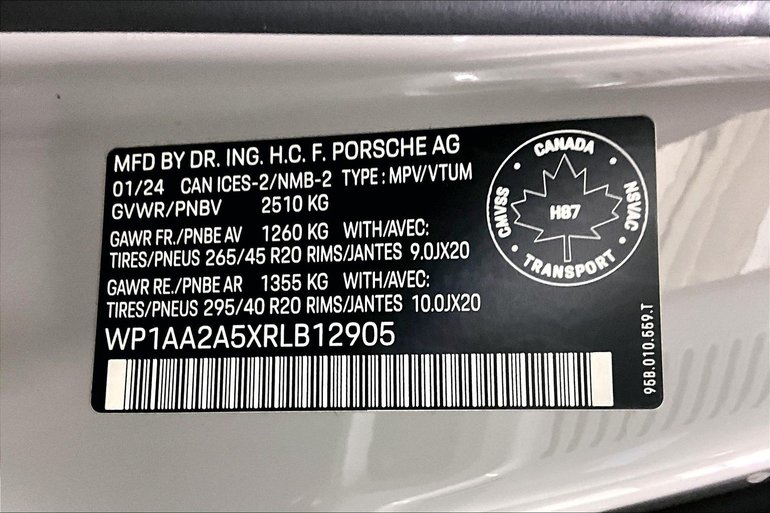 MFD BY DR. ING. H.C. F. PORSCHE AG
01/24 CAN ICES-2/NMB-2 TYPE : MPV/VTUM
GVWR/PNBV 2510 KG
GAWR FR./PNBE AV 1260 KG WITH/AVEC:
TIRES/PNEUS 265/45 R20 RIMS/JANTES 9.0JX20
GAWR RE./PNBE AR 1355 KG WITH/AVEC:
TIRES/PNEUS 295/40 R20 RIMS/JANTES 10.0JX20
WP1AA2A5XRLB12905
CANADA
CMVSS
NSVAC
H87
TRANSPORT
95B.010.559.T